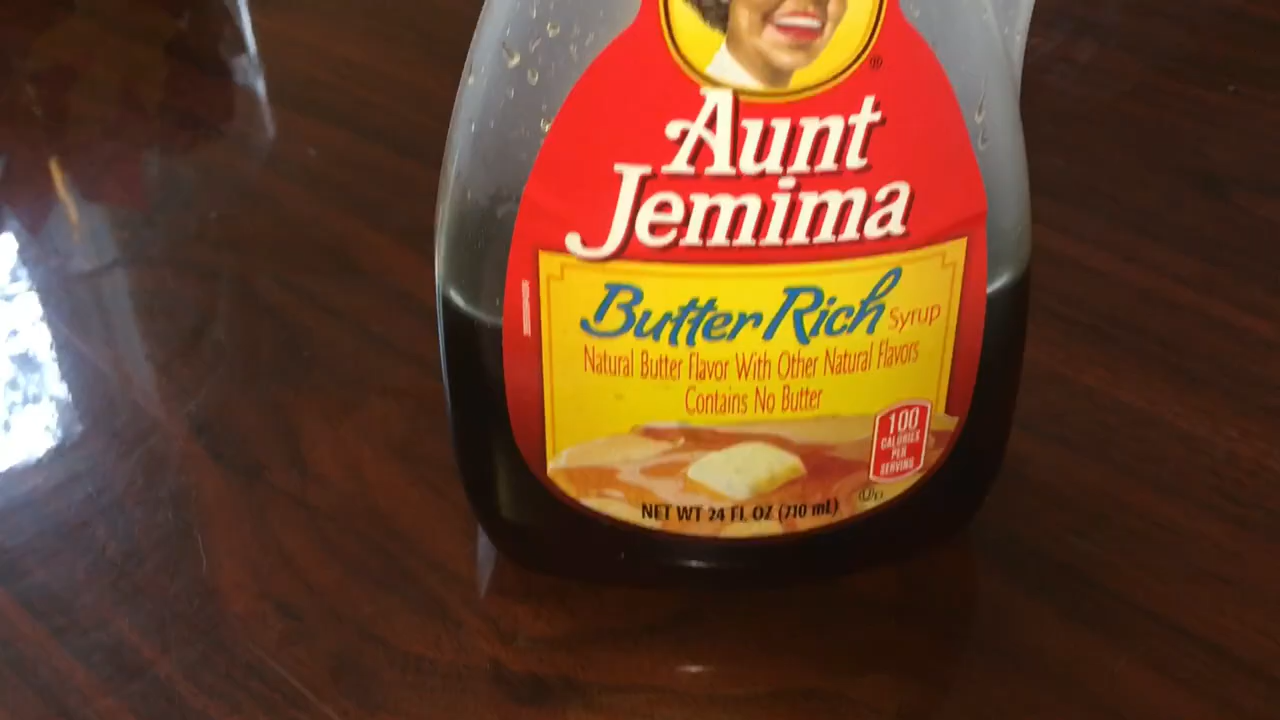 Aunt
Jemima
®
Butter Rich Syrup
Natural Butter Flavor With Other Natural Flavors
Contains No Butter
100
CALORIES
PER
SERVING
NET WT 24 FL OZ (710 mL)